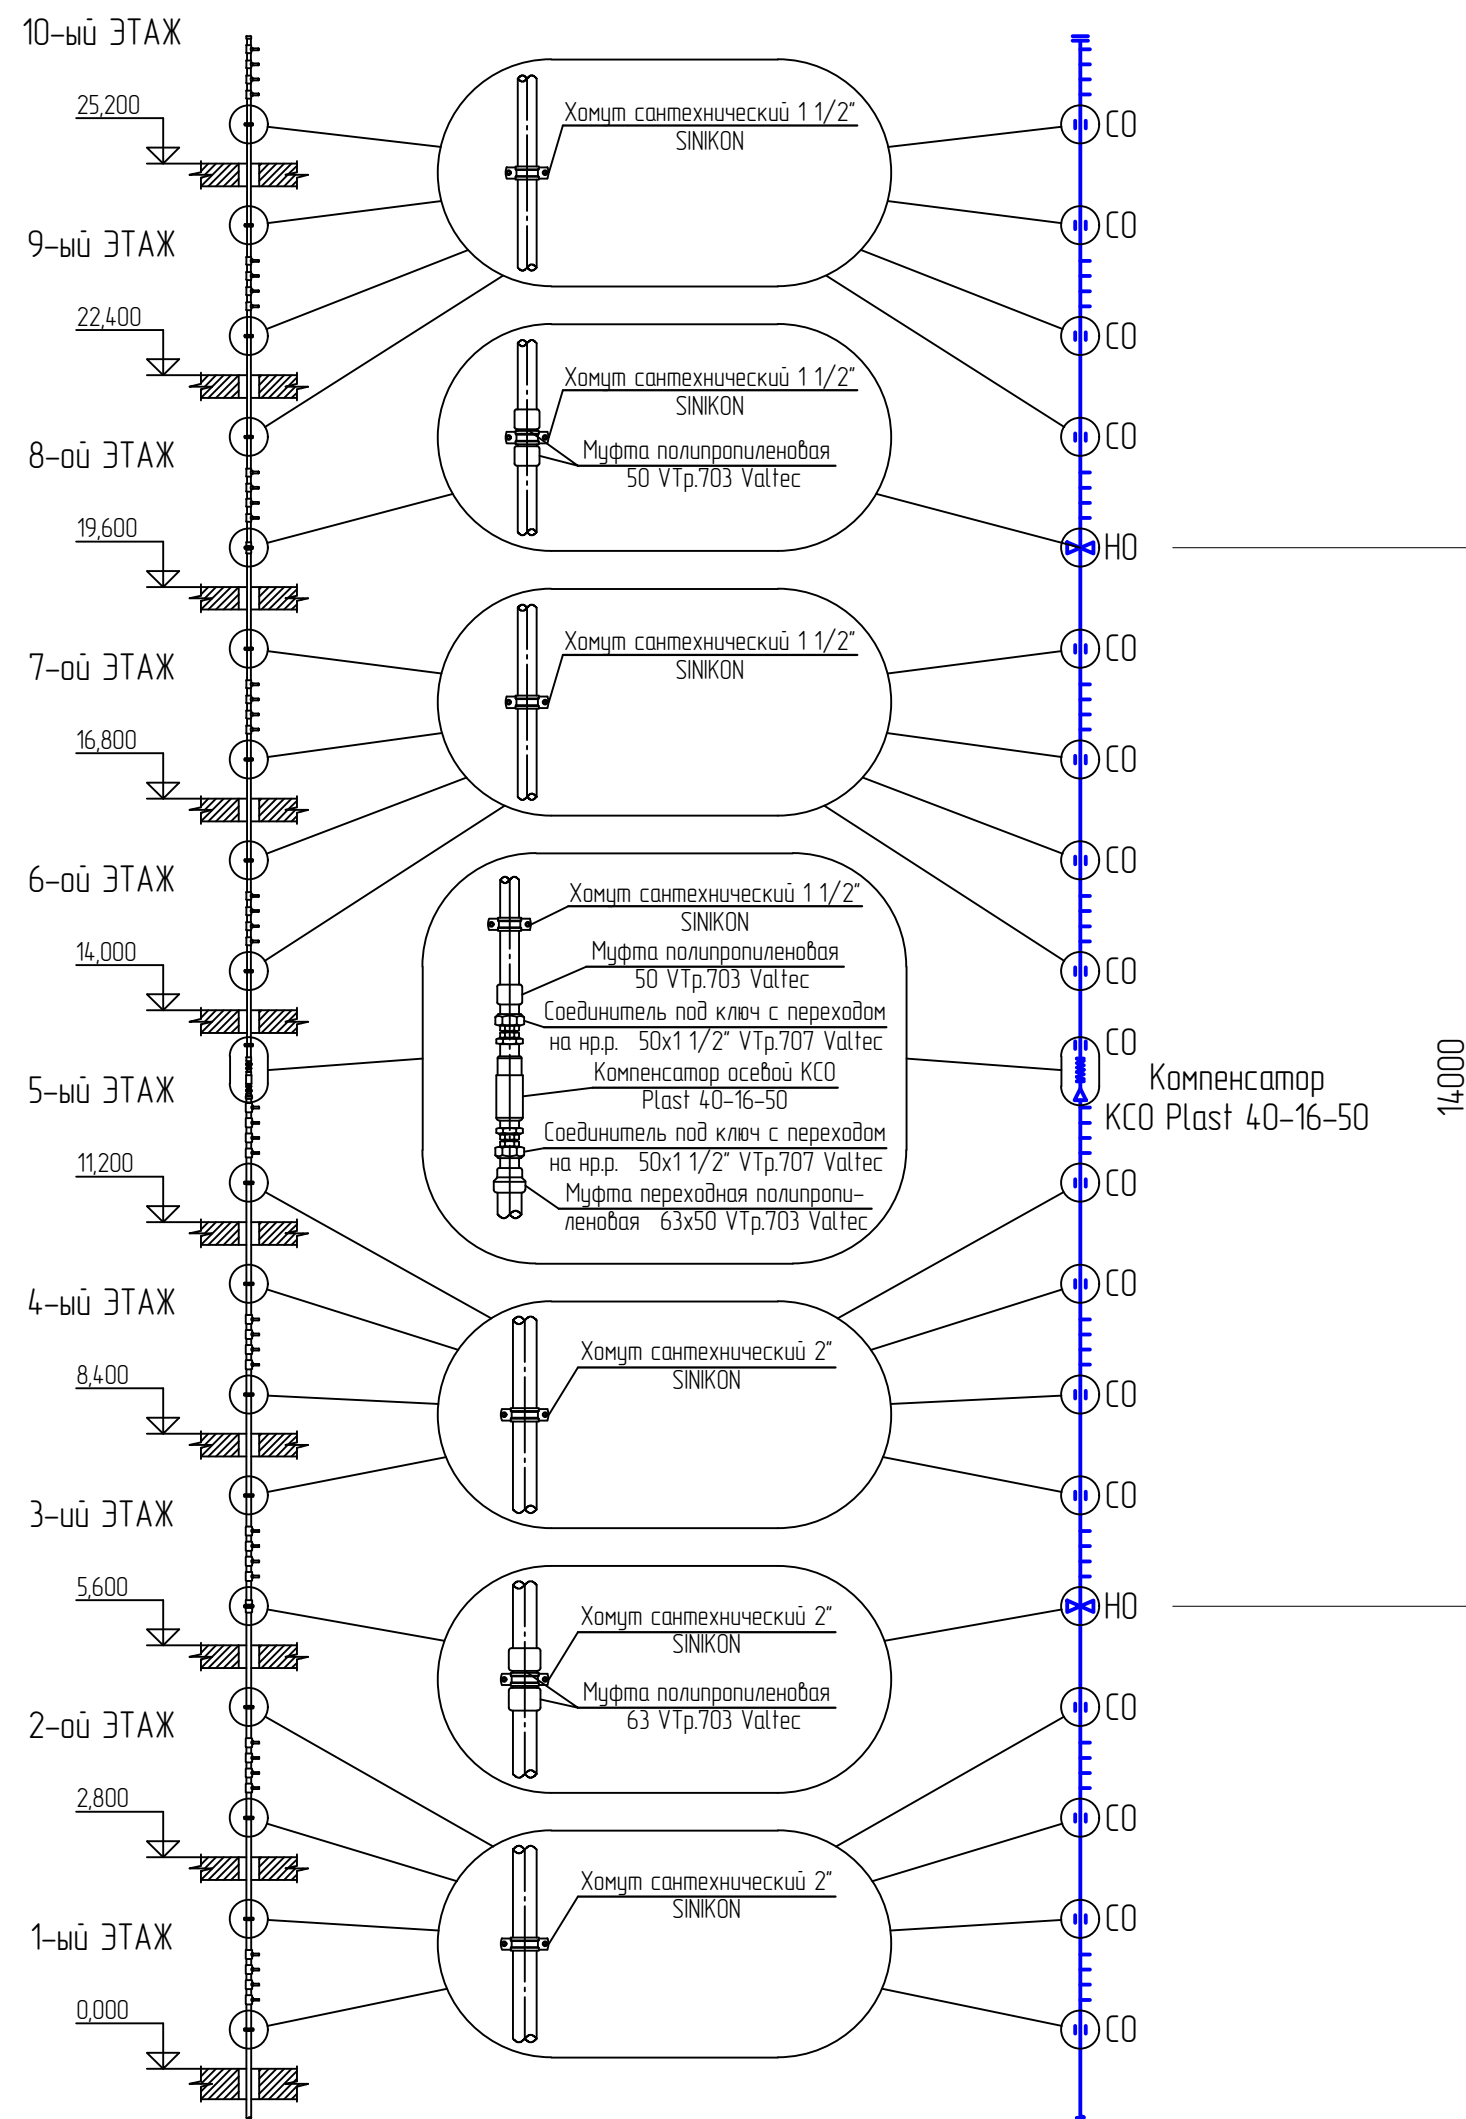 10-ый ЭТАЖ
25,200
9-ый ЭТАЖ
22,400
8-ой ЭТАЖ
19,600
7-ой ЭТАЖ
16,800
6-ой ЭТАЖ
14,000
5-ый ЭТАЖ
11,200
4-ый ЭТАЖ
8,400
3-ий ЭТАЖ
5,600
2-ой ЭТАЖ
2,800
1-ый ЭТАЖ
0,000
Хомут сантехнический 1 1/2"
SINIKON
Хомут сантехнический 1 1/2"
SINIKON
Муфта полипропиленовая
50 VTp.703 Valtec
Хомут сантехнический 1 1/2"
SINIKON
Хомут сантехнический 1 1/2"
SINIKON
Муфта полипропиленовая
50 VTp.703 Valtec
Соединитель под ключ с переходом
на нр.р. 50х1 1/2" VTp.707 Valtec
Компенсатор осевой КСО
Plast 40-16-50
Соединитель под ключ с переходом
на нр.р. 50х1 1/2" VTp.707 Valtec
Муфта переходная полипропи-
леновая 63х50 VTp.703 Valtec
Хомут сантехнический 2"
SINIKON
Хомут сантехнический 2"
SINIKON
Муфта полипропиленовая
63 VTp.703 Valtec
Хомут сантехнический 2"
SINIKON
СО
СО
СО
СО
НО
СО
СО
СО
СО
СО
Компенсатор
КСО Plast 40-16-50
СО
СО
СО
СО
НО
СО
СО
СО
СО
14000